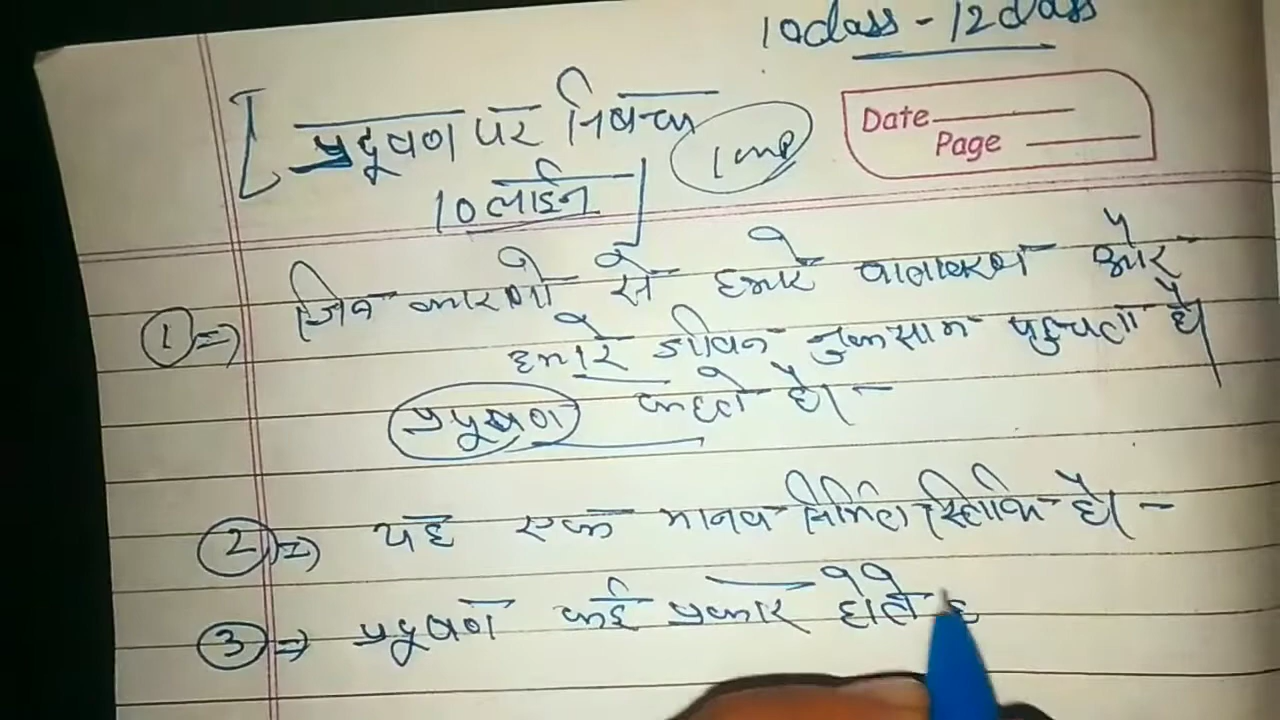 10class - 12class
Date
Page
[प्रदूषण पर निबन्ध
10 लाईन]
Imp
① => जिन कारणो से हमारे वातावरण और
हमारे जीवन नुकसान पहुचता है।
प्रदूषण कहते है। -
② => यह एक मानव निर्मित स्थिति है। -
③ => प्रदूषण कई प्रकार होते ह